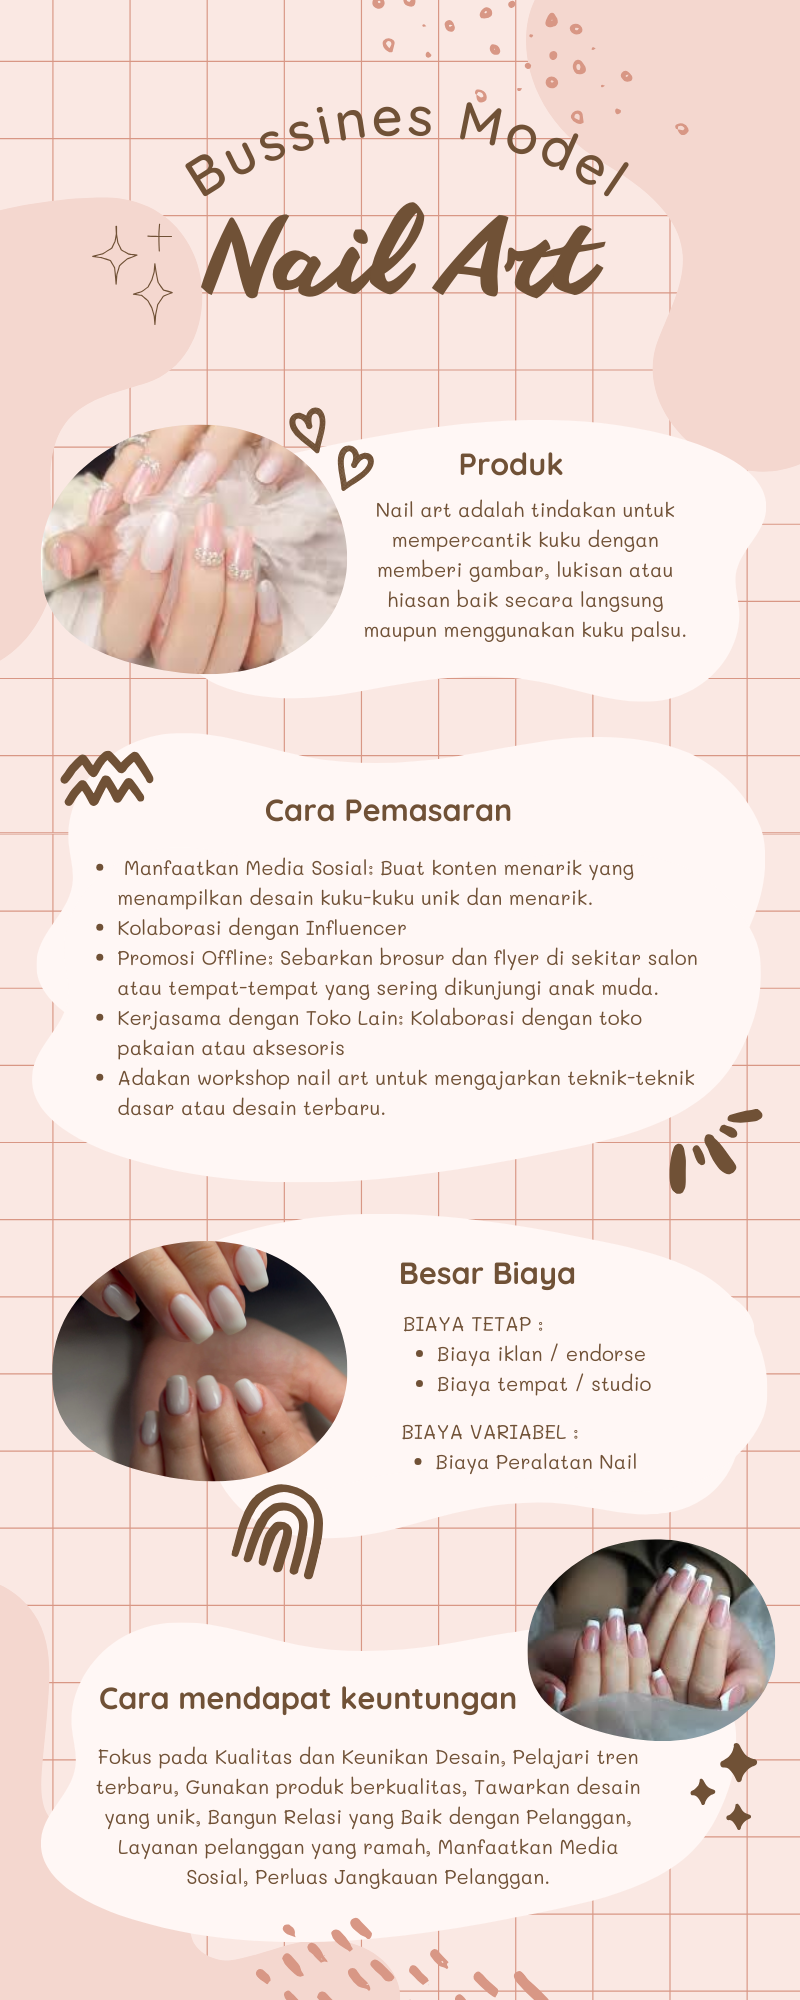 Bussines Model
Nail Art
Produk
Nail art adalah tindakan untuk
mempercantik kuku dengan
memberi gambar, lukisan atau
hiasan baik secara langsung
maupun menggunakan kuku palsu.
Cara Pemasaran
• Manfaatkan Media Sosial: Buat konten menarik yang
menampilkan desain kuku-kuku unik dan menarik.
• Kolaborasi dengan Influencer
• Promosi Offline: Sebarkan brosur dan flyer di sekitar salon
atau tempat-tempat yang sering dikunjungi anak muda.
• Kerjasama dengan Toko Lain: Kolaborasi dengan toko
pakaian atau aksesoris
• Adakan workshop nail art untuk mengajarkan teknik-teknik
dasar atau desain terbaru.
Besar Biaya
BIAYA TETAP :
• Biaya iklan / endorse
• Biaya tempat / studio
BIAYA VARIABEL :
• Biaya Peralatan Nail
Cara mendapat keuntungan
Fokus pada Kualitas dan Keunikan Desain, Pelajari tren
terbaru, Gunakan produk berkualitas, Tawarkan desain
yang unik, Bangun Relasi yang Baik dengan Pelanggan,
Layanan pelanggan yang ramah, Manfaatkan Media
Sosial, Perluas Jangkauan Pelanggan.